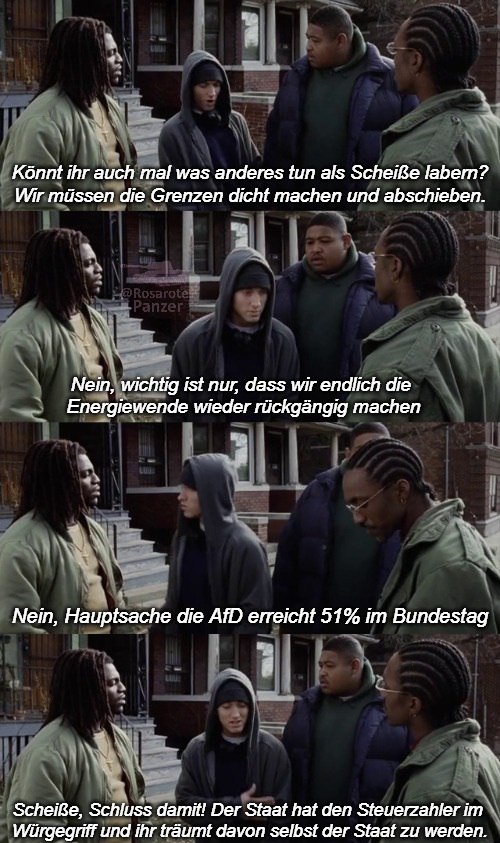 Könnt ihr auch mal was anderes tun als Scheiße labern?
Wir müssen die Grenzen dicht machen und abschieben.
@Rosaroter
Panzer
Nein, wichtig ist nur, dass wir endlich die
Energiewende wieder rückgängig machen
Nein, Hauptsache die AfD erreicht 51% im Bundestag
Scheiße, Schluss damit! Der Staat hat den Steuerzahler im
Würgegriff und ihr träumt davon selbst der Staat zu werden.